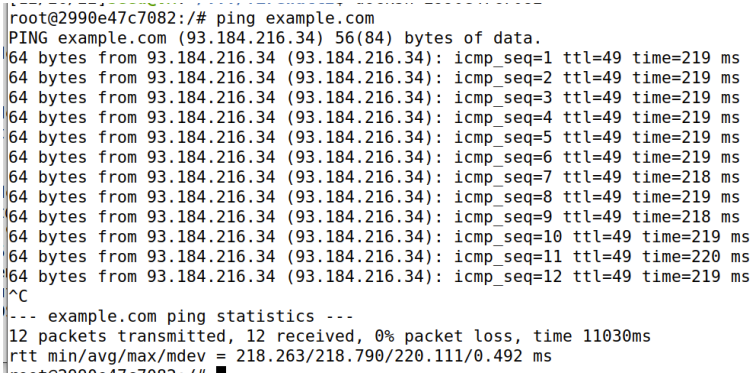 root@2990e47c7082:/# ping example.com
PING example.com (93.184.216.34) 56(84) bytes of data.
64 bytes from 93.184.216.34 (93.184.216.34): icmp_seq=1 ttl=49 time=219 ms
64 bytes from 93.184.216.34 (93.184.216.34): icmp_seq=2 ttl=49 time=219 ms
64 bytes from 93.184.216.34 (93.184.216.34): icmp_seq=3 ttl=49 time=219 ms
64 bytes from 93.184.216.34 (93.184.216.34): icmp_seq=4 ttl=49 time=219 ms
64 bytes from 93.184.216.34 (93.184.216.34): icmp_seq=5 ttl=49 time=219 ms
64 bytes from 93.184.216.34 (93.184.216.34): icmp_seq=6 ttl=49 time=219 ms
64 bytes from 93.184.216.34 (93.184.216.34): icmp_seq=7 ttl=49 time=218 ms
64 bytes from 93.184.216.34 (93.184.216.34): icmp_seq=8 ttl=49 time=219 ms
64 bytes from 93.184.216.34 (93.184.216.34): icmp_seq=9 ttl=49 time=218 ms
64 bytes from 93.184.216.34 (93.184.216.34): icmp_seq=10 ttl=49 time=219 ms
64 bytes from 93.184.216.34 (93.184.216.34): icmp_seq=11 ttl=49 time=220 ms
64 bytes from 93.184.216.34 (93.184.216.34): icmp_seq=12 ttl=49 time=219 ms
^C
--- example.com ping statistics ---
12 packets transmitted, 12 received, 0% packet loss, time 11030ms
rtt min/avg/max/mdev = 218.263/218.790/220.111/0.492 ms
root@2990e47c7082:/#